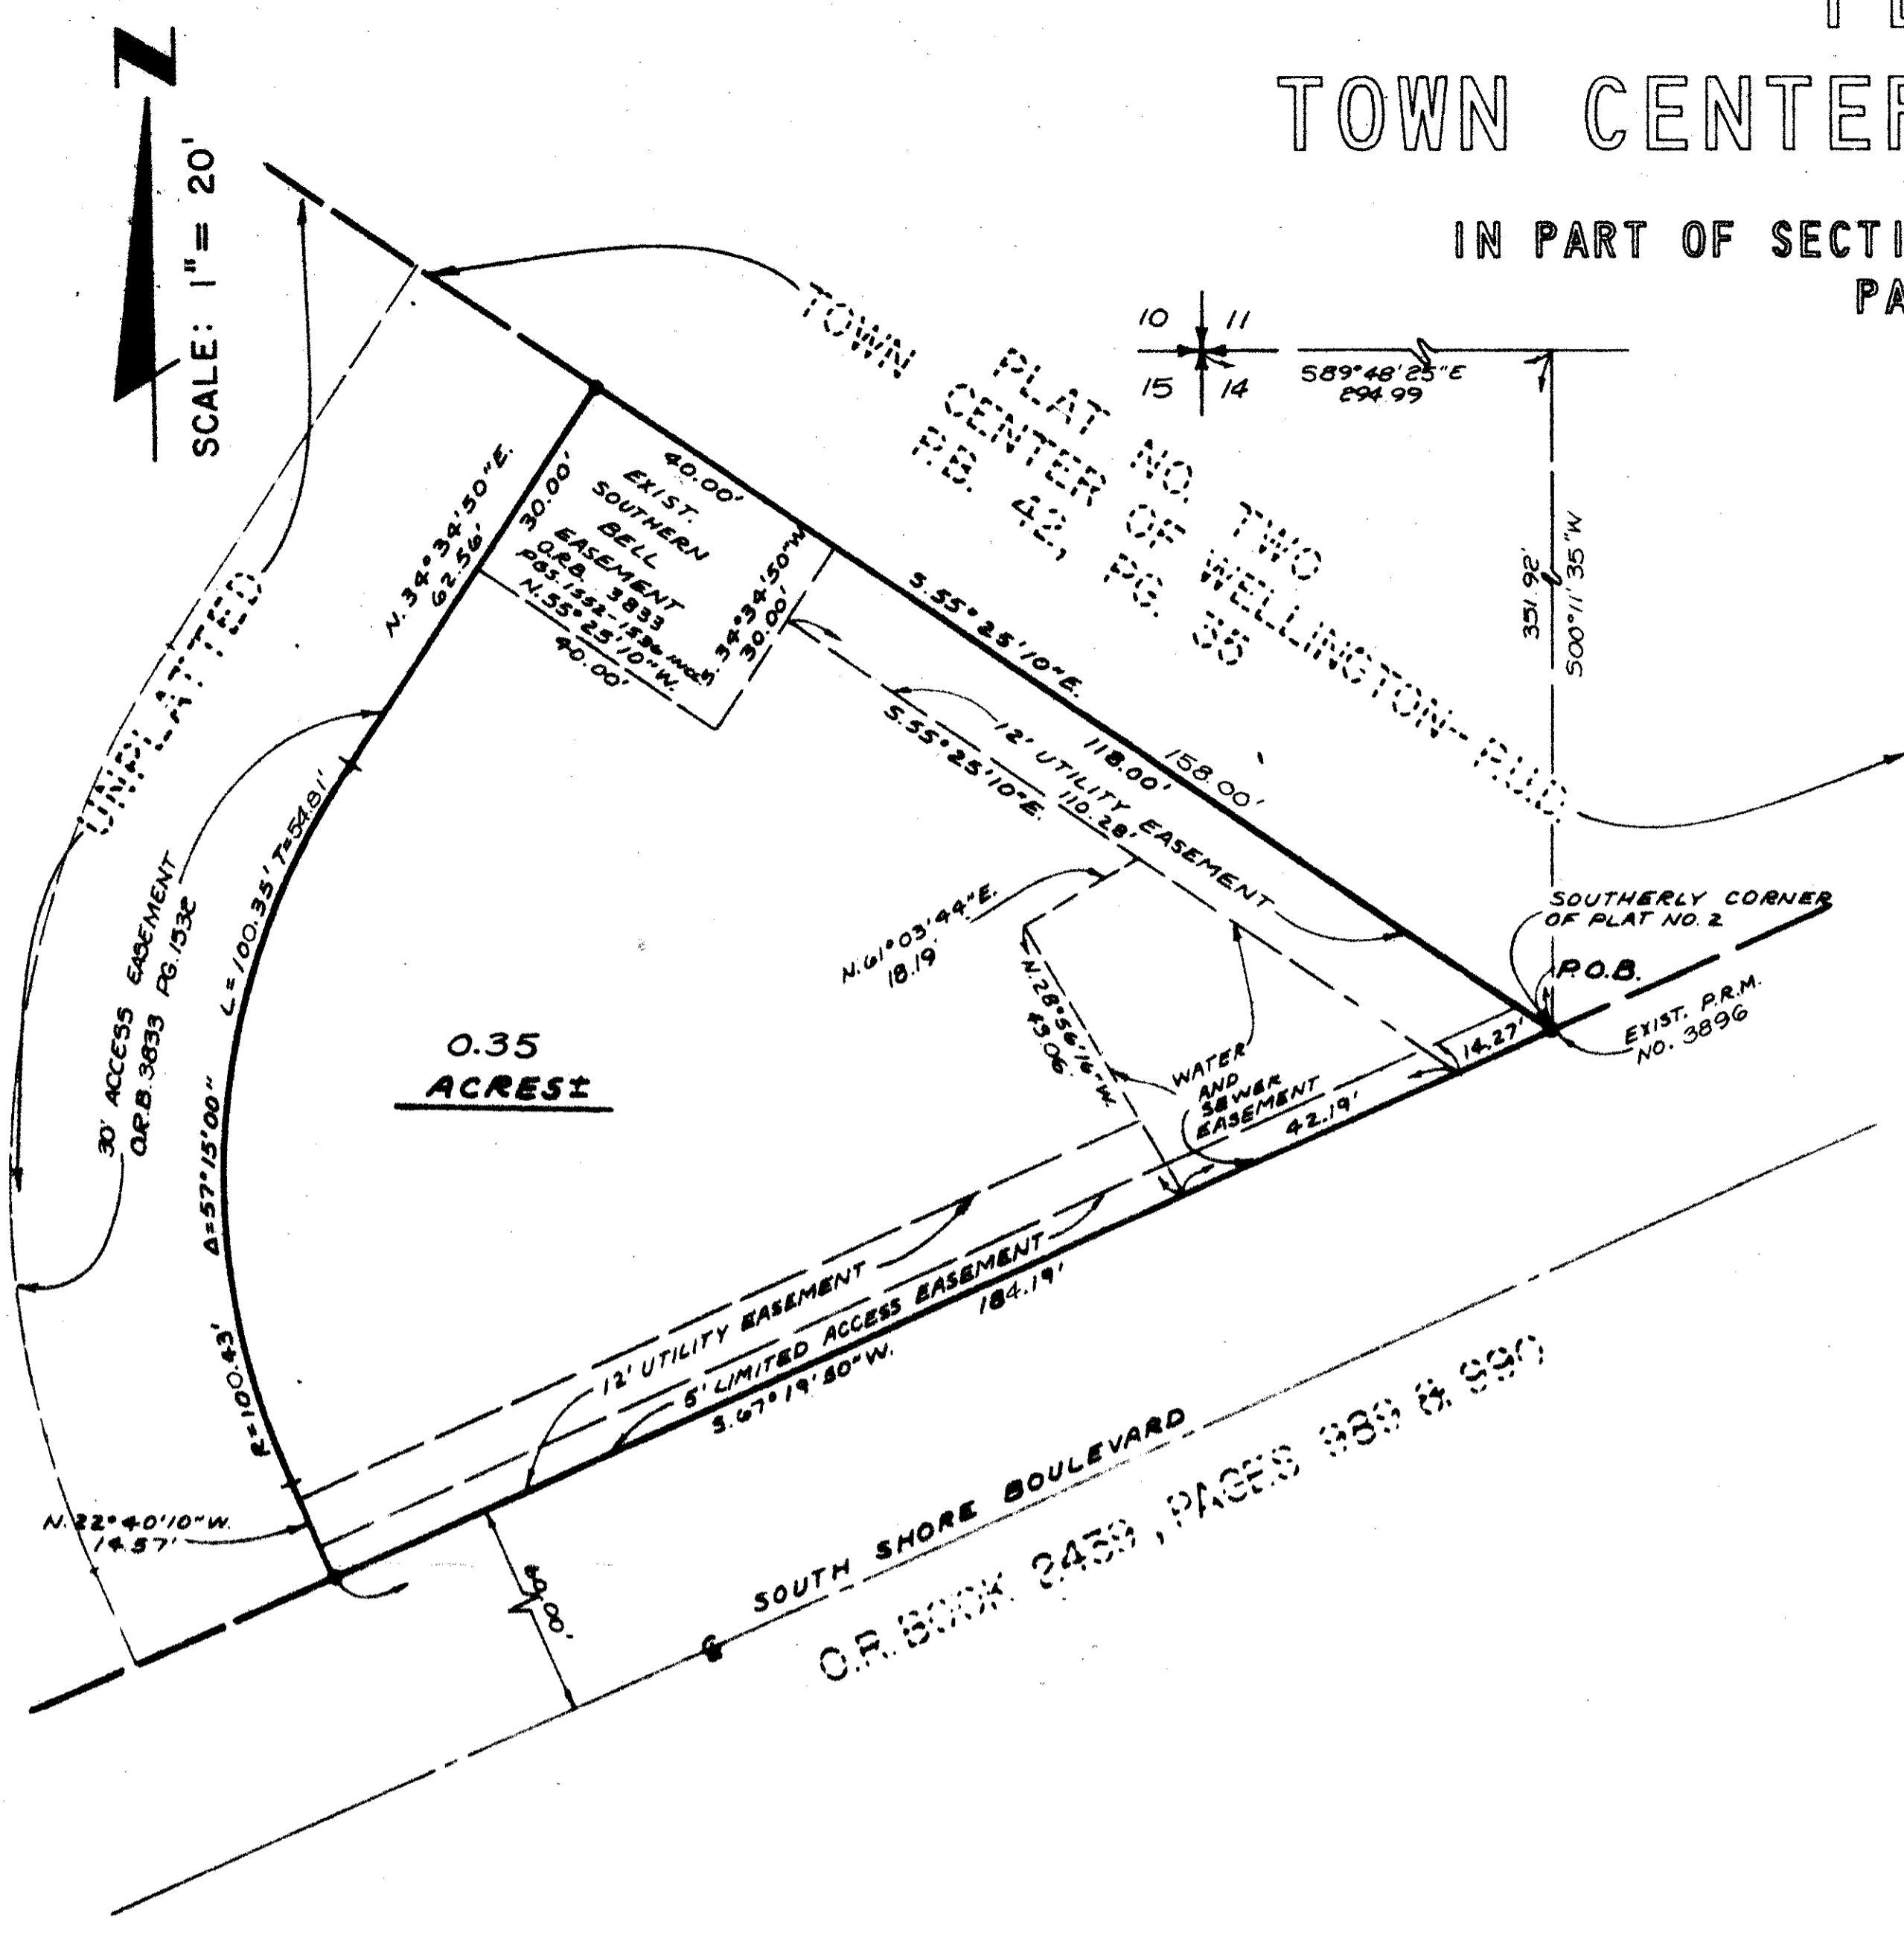 N
SCALE: 1"= 20'
TOWN CENTER
IN PART OF SECTI
PA
10
11
15
14
S89°48'25"E
294.99
351.92'
S00°11'35"W
TOWN
PLAT NO. TWO
CENTER OF WELLINGTON-P.U.D.
P.B. 42, PG. 35
UNPLATTED
N.34°34'50"E.
62.56'
30.00'
40.00'
EXIST.
SOUTHERN
BELL
EASEMENT
O.R.B. 3833
N.55°25'10"W.
40.00'
S.34°34'50"W
30.00'
S.55°25'10"E.
118.00'
158.00'
12' UTILITY EASEMENT
S.55°25'10"E.
110.28'
N.61°03'44"E.
18.19'
N.28°56'16"W.
43.06'
SOUTHERLY CORNER
OF PLAT NO. 2
P.O.B.
EXIST. P.R.M.
NO. 3896
14.27'
WATER
AND
SEWER
EASEMENT
42.19'
0.35
ACRES±
30' ACCESS EASEMENT
O.R.B. 3833 PG. 1532
L=100.35' T=54.81'
Δ=57°15'00"
R=100.43'
N.22°40'10"W.
14.57'
12' UTILITY EASEMENT
5' LIMITED ACCESS EASEMENT
184.19'
S.67°19'50"W.
SOUTH SHORE BOULEVARD
O.R. BOOK 2439, PAGES 989 & 990